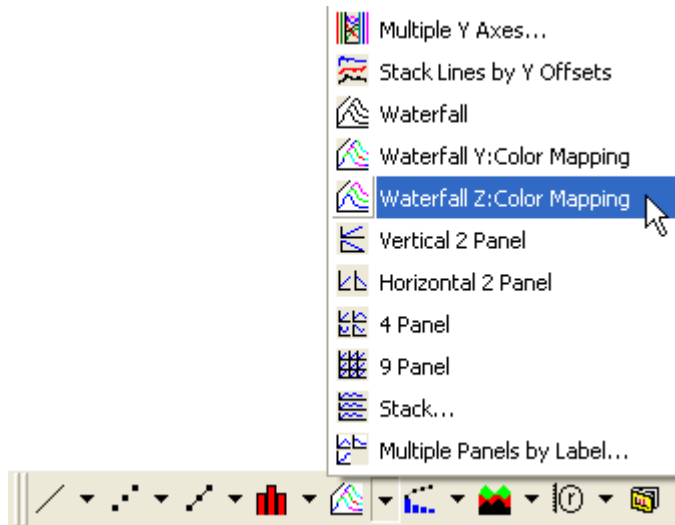 Multiple Y Axes...
Stack Lines by Y Offsets
Waterfall
Waterfall Y:Color Mapping
Waterfall Z:Color Mapping
Vertical 2 Panel
Horizontal 2 Panel
4 Panel
9 Panel
Stack...
Multiple Panels by Label...
r